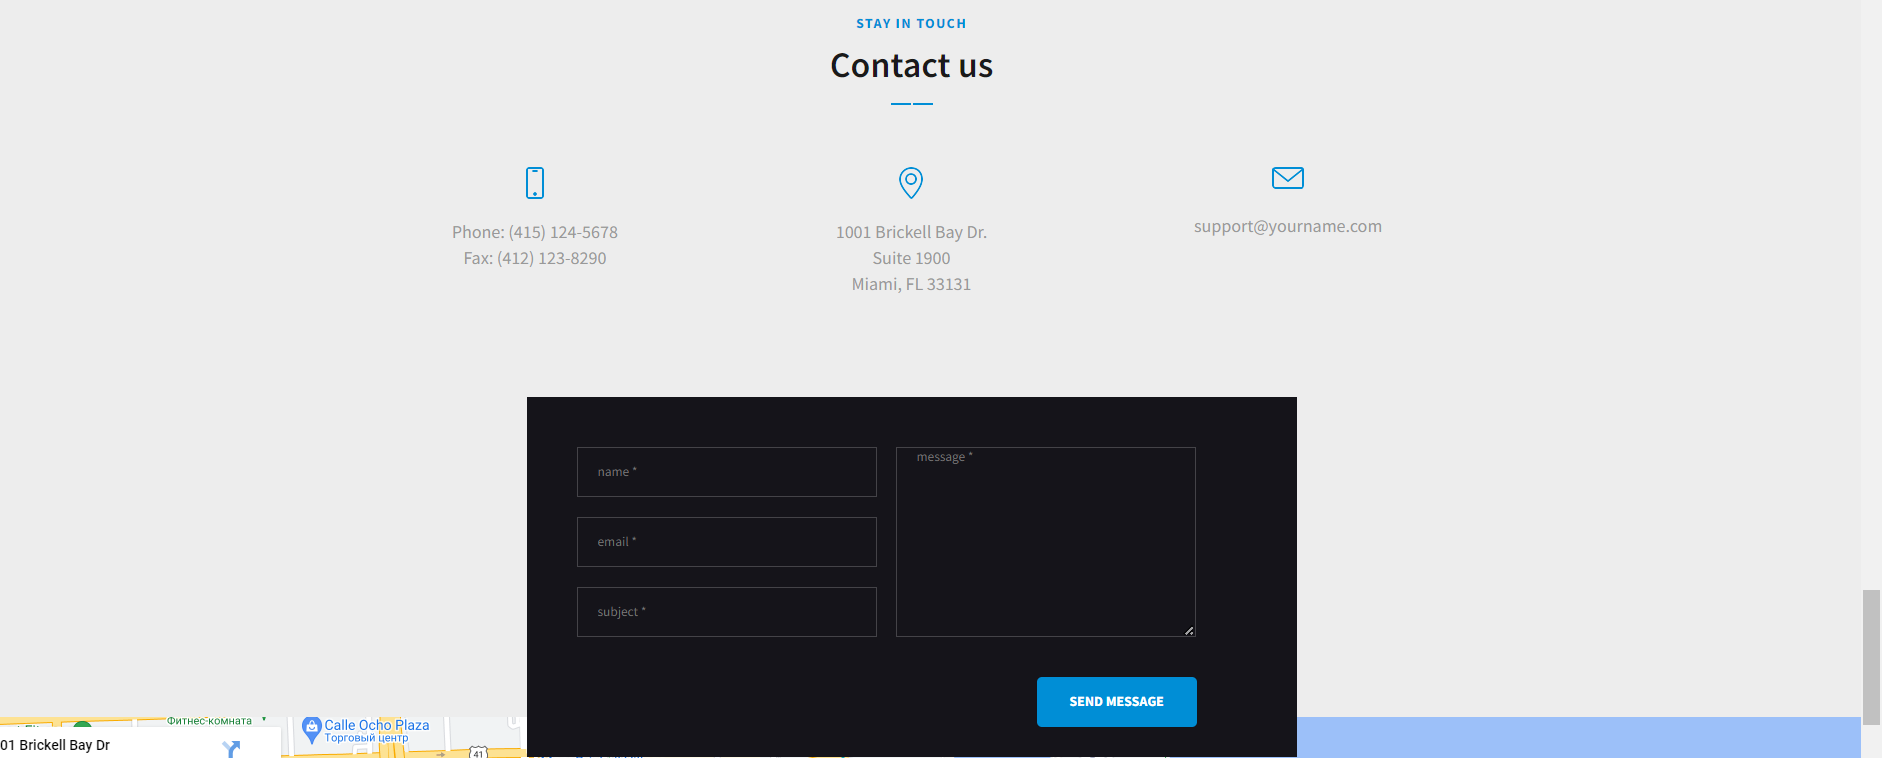 STAY IN TOUCH
Contact us
Phone: (415) 124-5678
Fax: (412) 123-8290
1001 Brickell Bay Dr.
Suite 1900
Miami, FL 33131
support@yourname.com
name *
email *
subject *
message *
SEND MESSAGE
Фитнес-комната
Calle Ocho Plaza
Торговый центр
01 Brickell Bay Dr
41